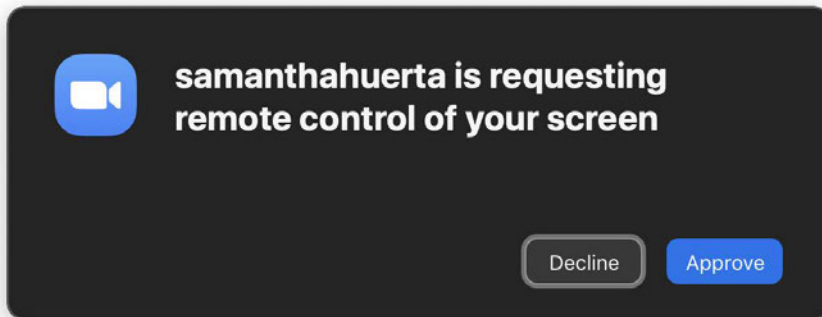 samanthahuerta is requesting
remote control of your screen
Decline
Approve